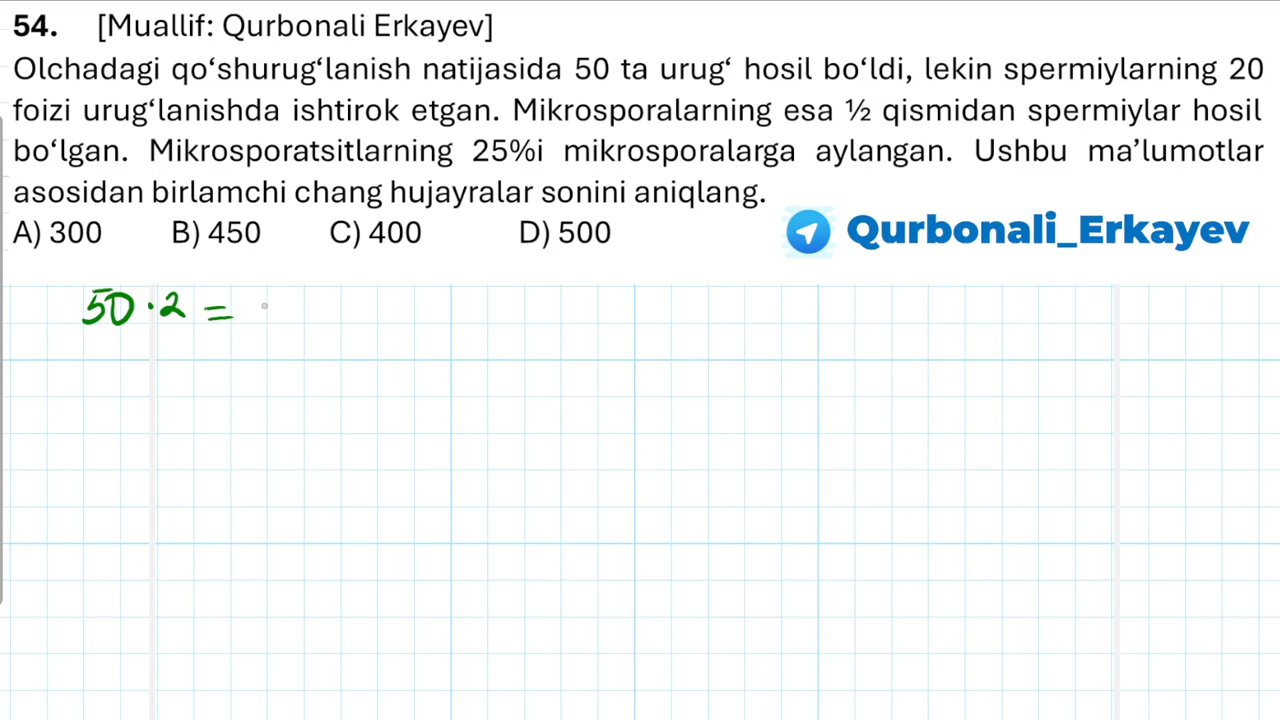 54. [Muallif: Qurbonali Erkayev]
Olchadagi qo‘shurug‘lanish natijasida 50 ta urug‘ hosil bo‘ldi, lekin spermiylarning 20
foizi urug‘lanishda ishtirok etgan. Mikrosporalarning esa ½ qismidan spermiylar hosil
bo‘lgan. Mikrosporatsitlarning 25%i mikrosporalarga aylangan. Ushbu ma’lumotlar
asosidan birlamchi chang hujayralar sonini aniqlang.
A) 300 B) 450 C) 400 D) 500
Qurbonali_Erkayev
50 · 2 =